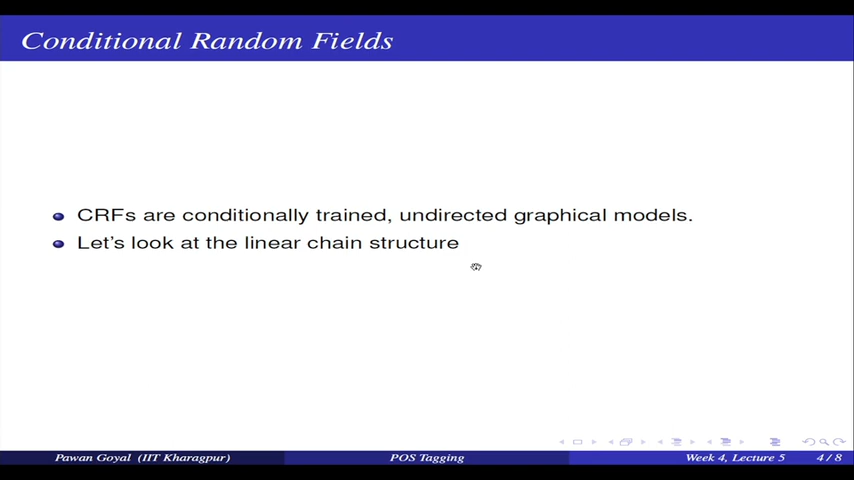 Conditional Random Fields
CRFs are conditionally trained, undirected graphical models.
Let's look at the linear chain structure
Pawan Goyal (IIT Kharagpur) POS Tagging Week 4, Lecture 5 4 / 8